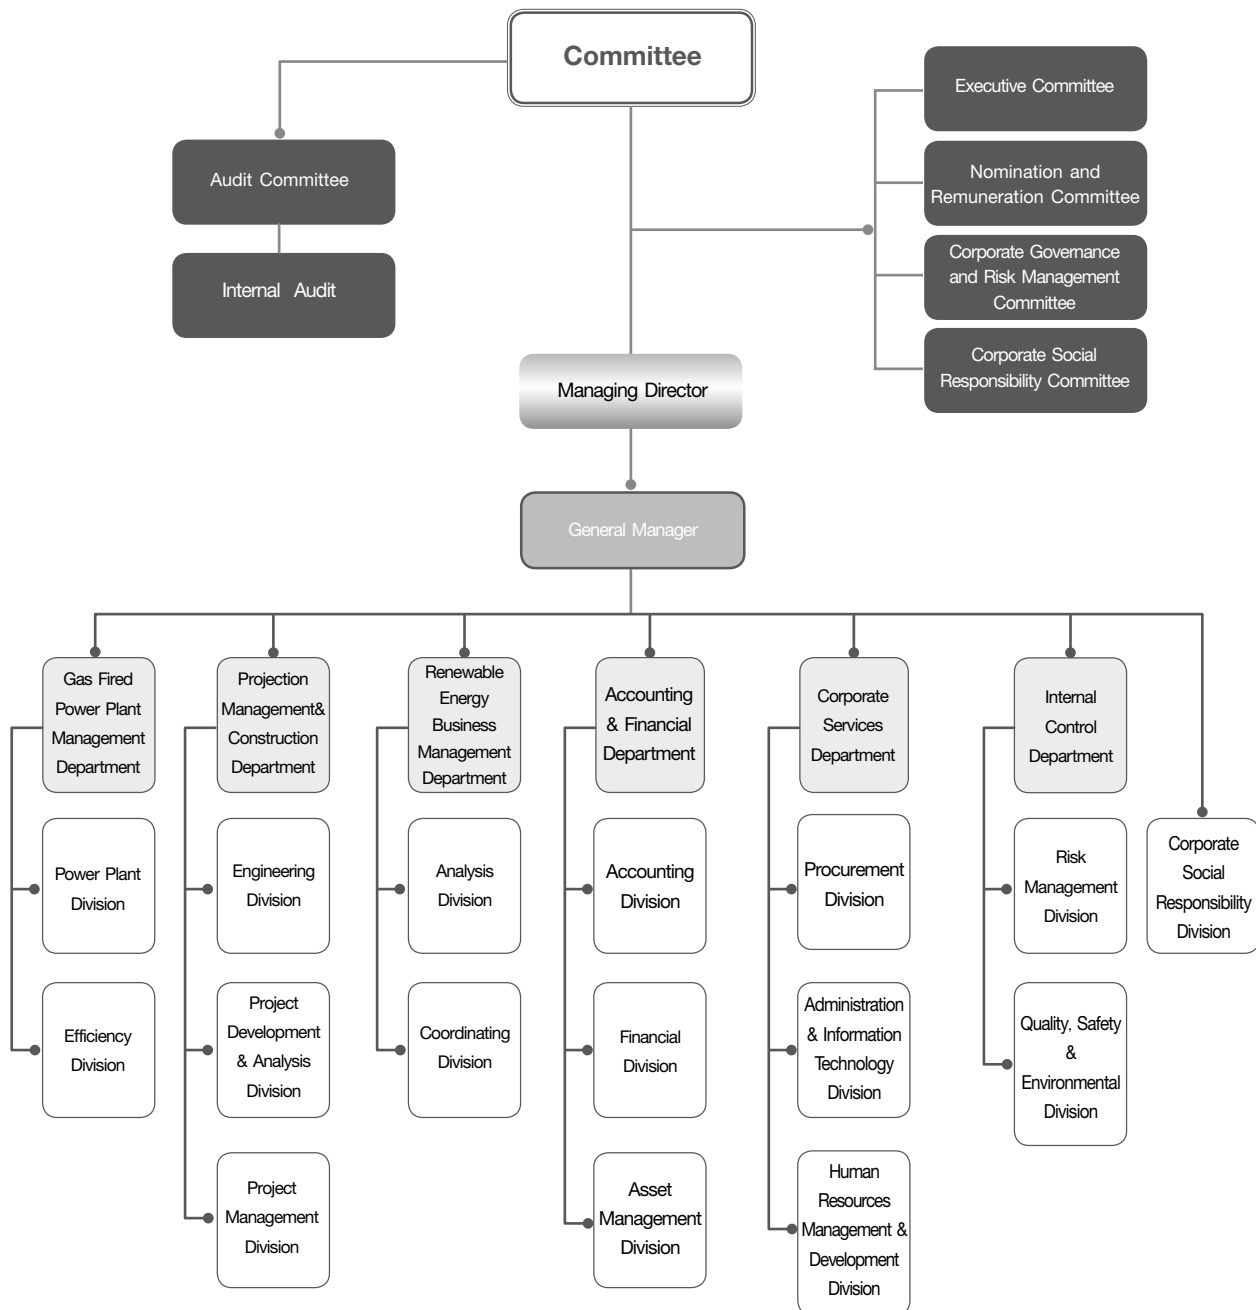 Committee
Audit Committee
Internal Audit
Executive Committee
Nomination and
Remuneration Committee
Corporate Governance
and Risk Management
Committee
Corporate Social
Responsibility Committee
Managing Director
General Manager
Gas Fired
Power Plant
Management
Department
Projection
Management&
Construction
Department
Renewable
Energy
Business
Management
Department
Accounting
& Financial
Department
Corporate
Services
Department
Internal
Control
Department
Power Plant
Division
Engineering
Division
Analysis
Division
Accounting
Division
Procurement
Division
Risk
Management
Division
Corporate
Social
Responsibility
Division
Efficiency
Division
Project
Development
& Analysis
Division
Coordinating
Division
Financial
Division
Administration
& Information
Technology
Division
Quality, Safety
&
Environmental
Division
Project
Management
Division
Asset
Management
Division
Human
Resources
Management &
Development
Division